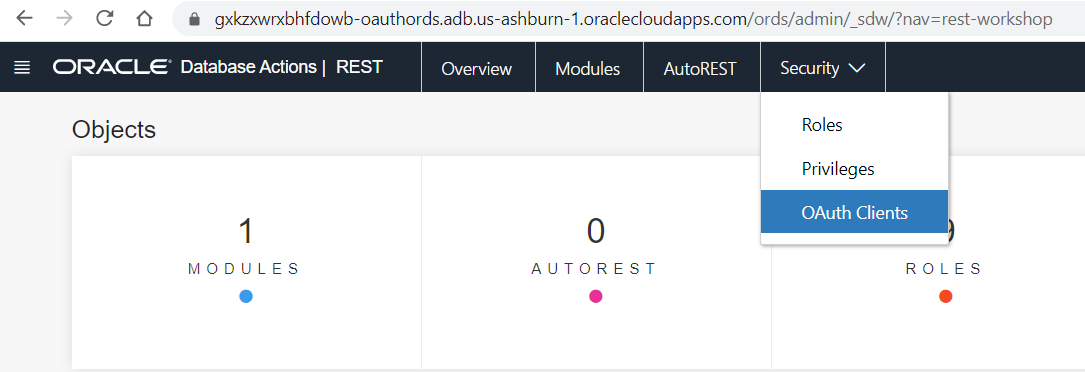 gxkzxwrxbhfdowb-oauthords.adb.us-ashburn-1.oraclecloudapps.com/ords/admin/_sdw/?nav=rest-workshop
ORACLE Database Actions | REST Overview Modules AutoREST Security
Roles
Privileges
OAuth Clients
Objects
1
MODULES
0
AUTOREST
ROLES